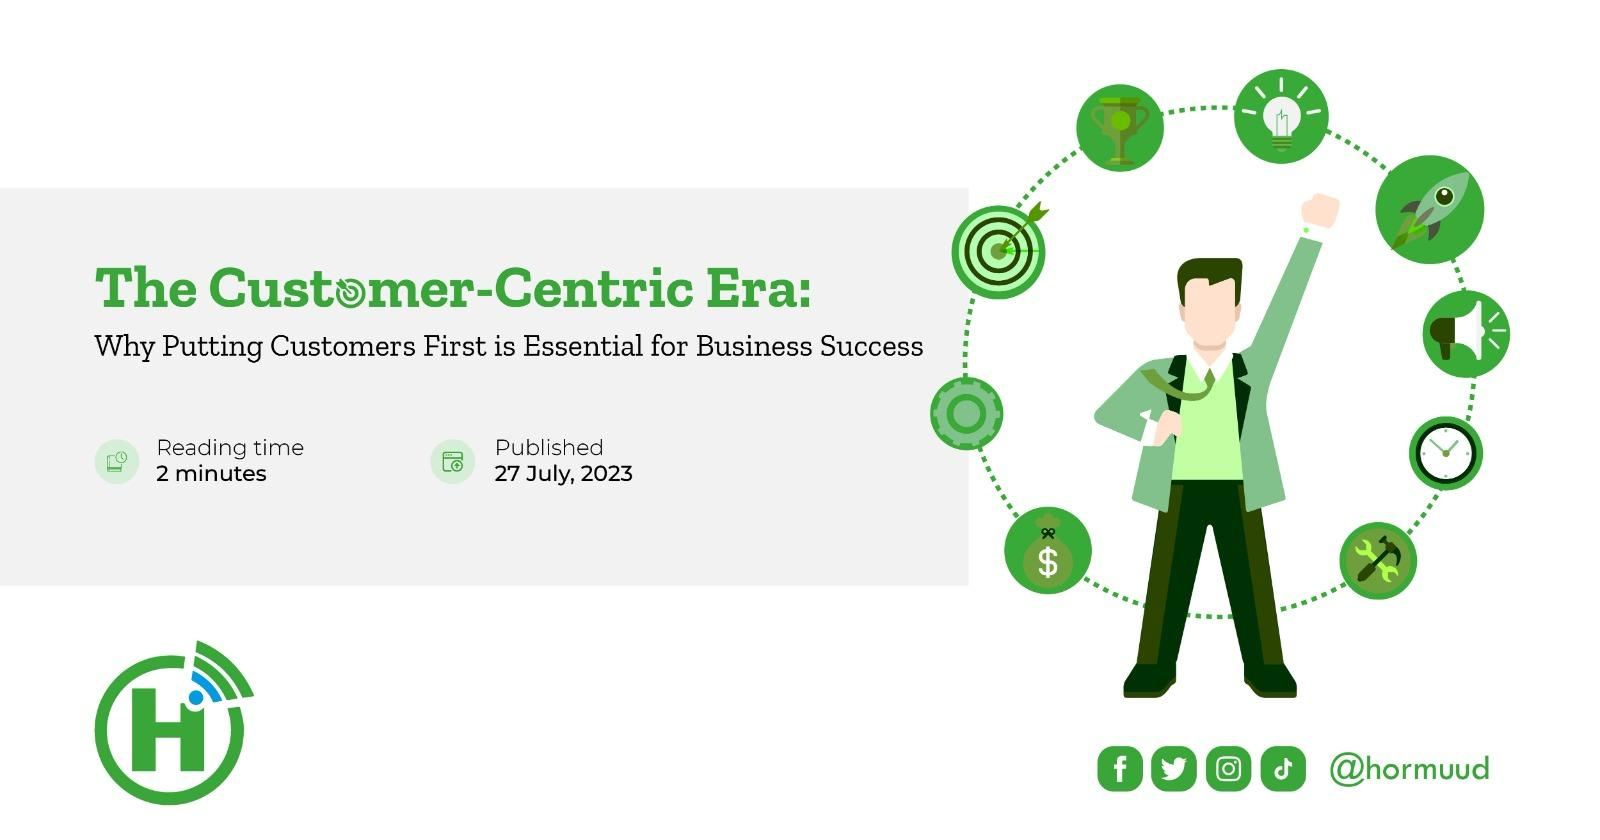 The Customer-Centric Era:
Why Putting Customers First is Essential for Business Success
Reading time
2 minutes
Published
27 July, 2023
$
H
@hormuud